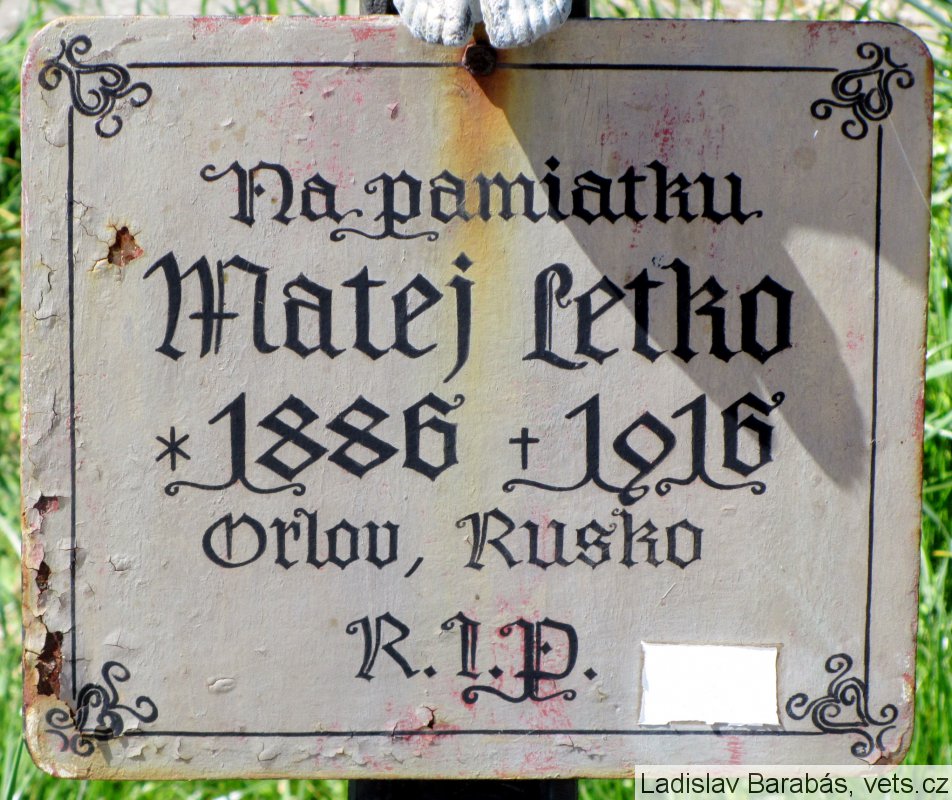 Na pamiatku
Matej Letko
* 1886 † 1916
Orlov, Rusko
R.I.P.
Ladislav Barabás, vets.cz